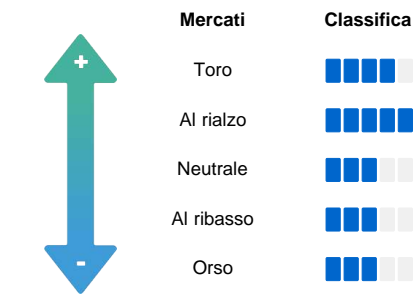 Mercati Classifica
+
Toro
Al rialzo
Neutrale
Al ribasso
-
Orso